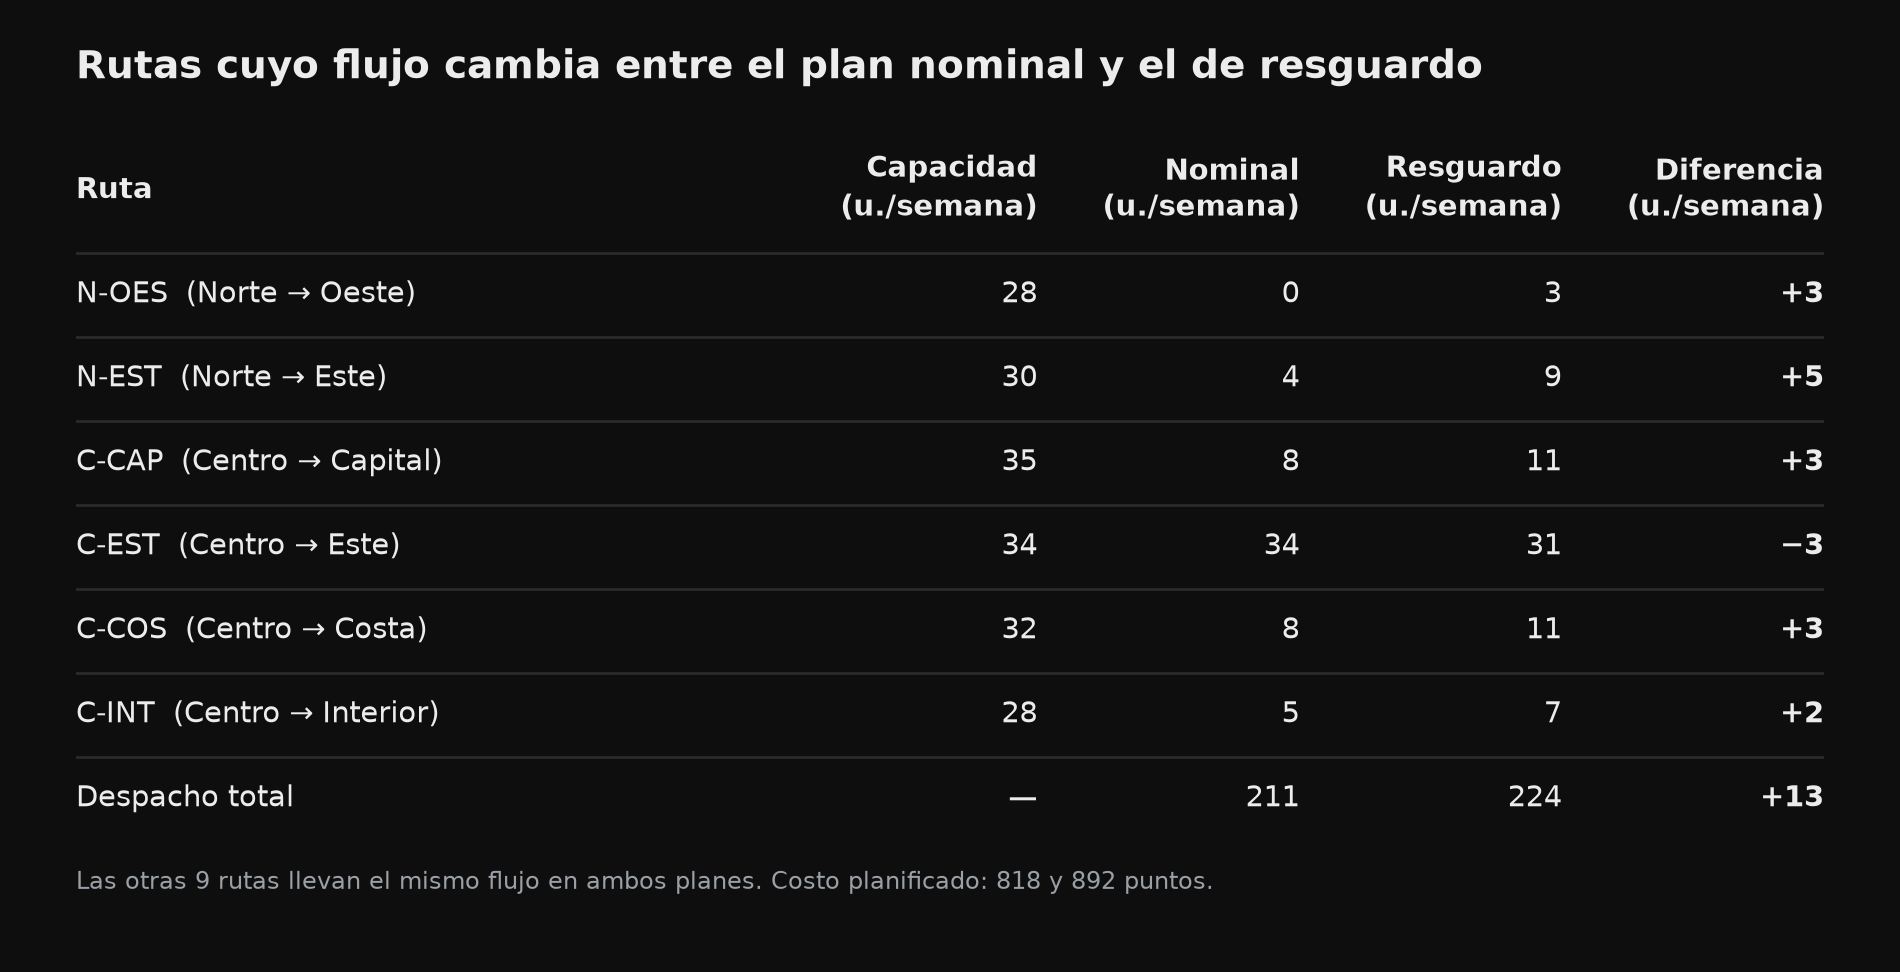 Rutas cuyo flujo cambia entre el plan nominal y el de resguardo
Ruta Capacidad (u./semana) Nominal (u./semana) Resguardo (u./semana) Diferencia (u./semana)
N-OES (Norte → Oeste) 28 0 3 +3
N-EST (Norte → Este) 30 4 9 +5
C-CAP (Centro → Capital) 35 8 11 +3
C-EST (Centro → Este) 34 34 31 −3
C-COS (Centro → Costa) 32 8 11 +3
C-INT (Centro → Interior) 28 5 7 +2
Despacho total — 211 224 +13
Las otras 9 rutas llevan el mismo flujo en ambos planes. Costo planificado: 818 y 892 puntos.